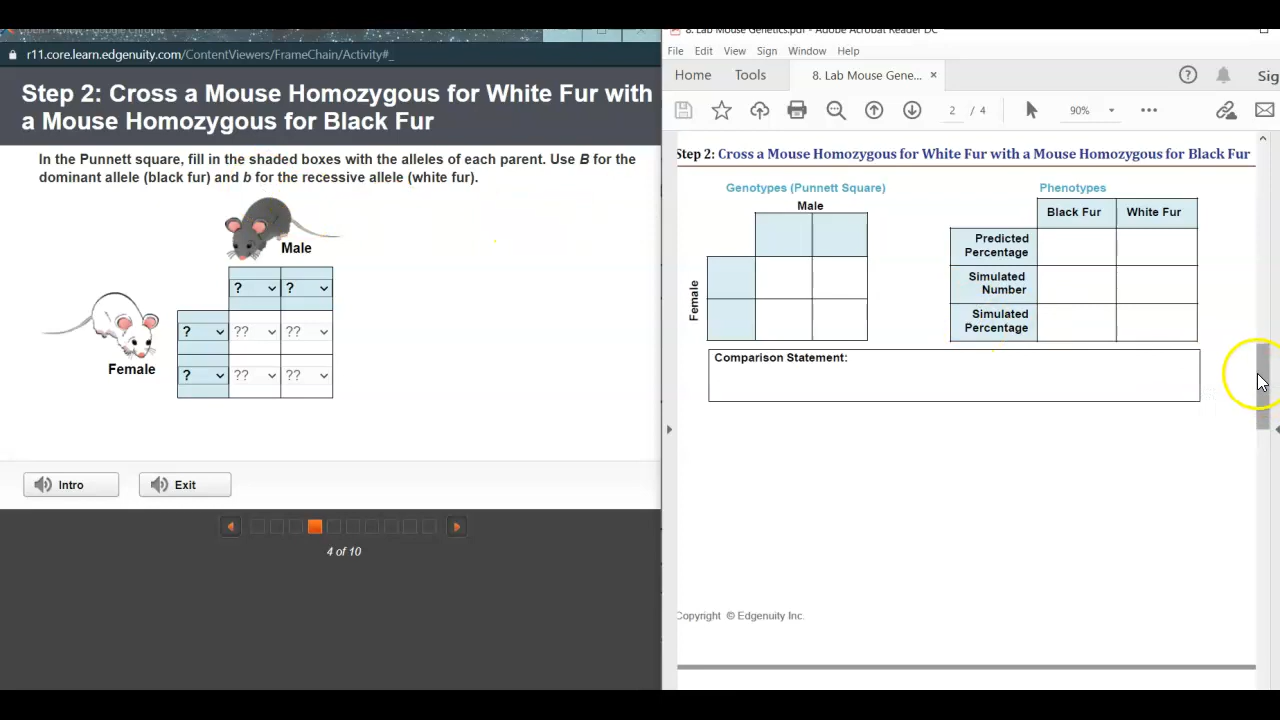 r11.core.learn.edgenuity.com/ContentViewers/FrameChain/Activity#_
Step 2: Cross a Mouse Homozygous for White Fur with
a Mouse Homozygous for Black Fur
In the Punnett square, fill in the shaded boxes with the alleles of each parent. Use B for the
dominant allele (black fur) and b for the recessive allele (white fur).
Male
? ?
Female
? ?? ??
? ?? ??
Intro Exit
4 of 10
8. Lab Mouse Genetics.pdf - Adobe Acrobat Reader DC
File Edit View Sign Window Help
Home Tools 8. Lab Mouse Gene... × ? Sig
2 / 4 90% •••
Step 2: Cross a Mouse Homozygous for White Fur with a Mouse Homozygous for Black Fur
Genotypes (Punnett Square)
Male
Female
Phenotypes
Black Fur White Fur
Predicted
Percentage
Simulated
Number
Simulated
Percentage
Comparison Statement:
Copyright © Edgenuity Inc.